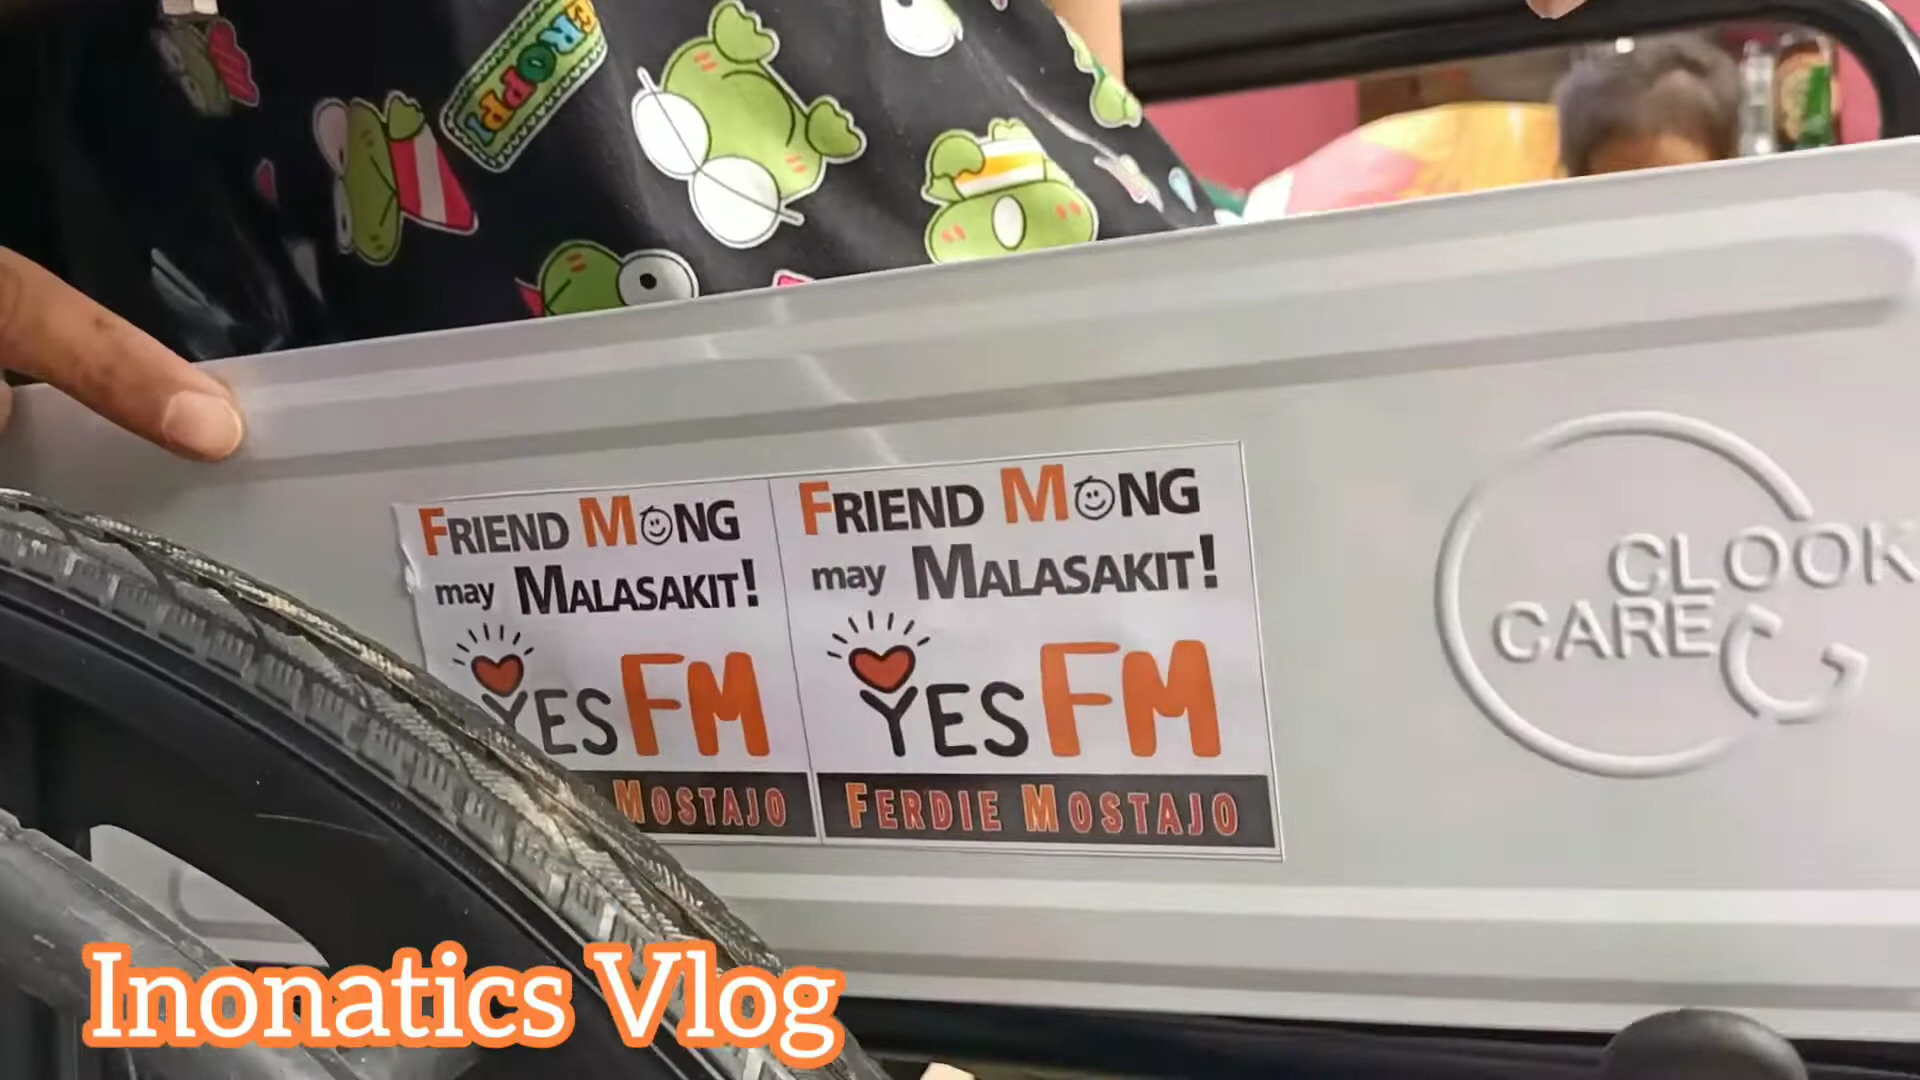 KEROPPI
FRIEND MONG
may MALASAKIT!
YES FM
MOSTAJO
FRIEND MONG
may MALASAKIT!
YES FM
FERDIE MOSTAJO
CLOOK
CARE
Inonatics Vlog